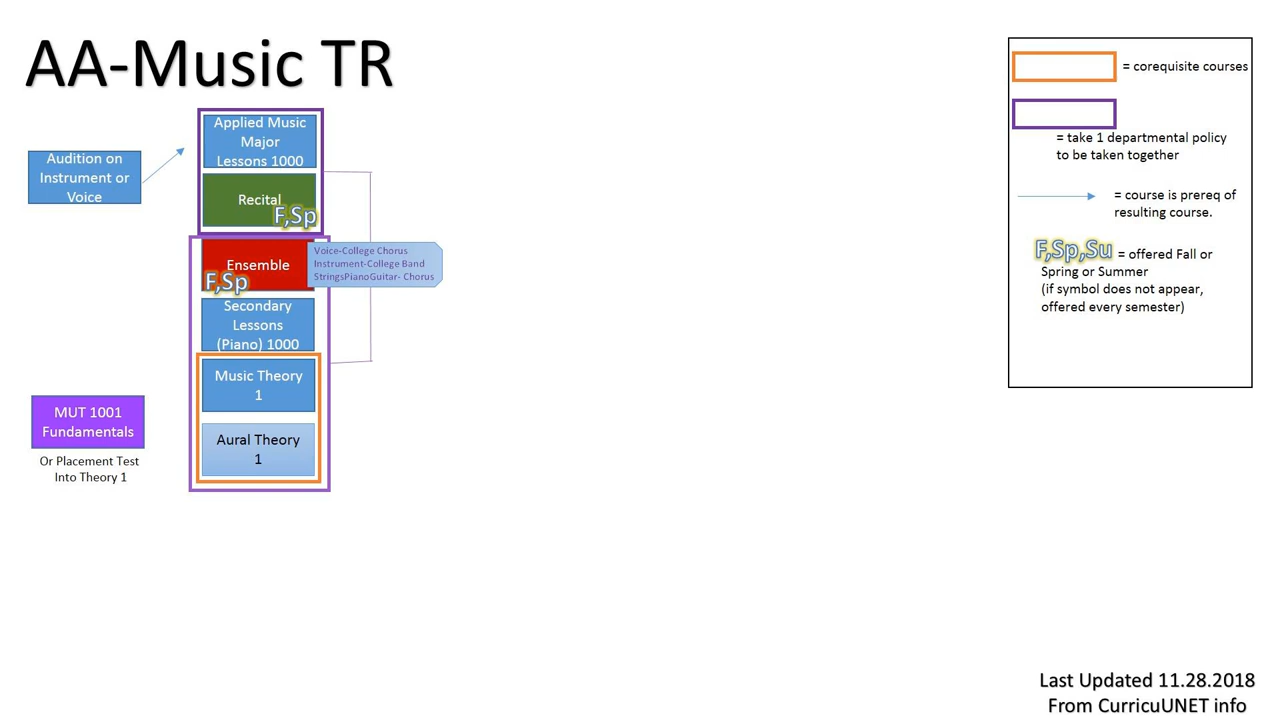 AA-Music TR
Applied Music
Major
Lessons 1000
Audition on
Instrument or
Voice
Recital
F,Sp
Ensemble
F,Sp
Voice-College Chorus
Instrument-College Band
StringsPianoGuitar- Chorus
Secondary
Lessons
(Piano) 1000
Music Theory
1
MUT 1001
Fundamentals
Or Placement Test
Into Theory 1
Aural Theory
1
= corequisite courses
= take 1 departmental policy
to be taken together
= course is prereq of
resulting course.
F,Sp,Su = offered Fall or
Spring or Summer
(if symbol does not appear,
offered every semester)
Last Updated 11.28.2018
From CurricuUNET info